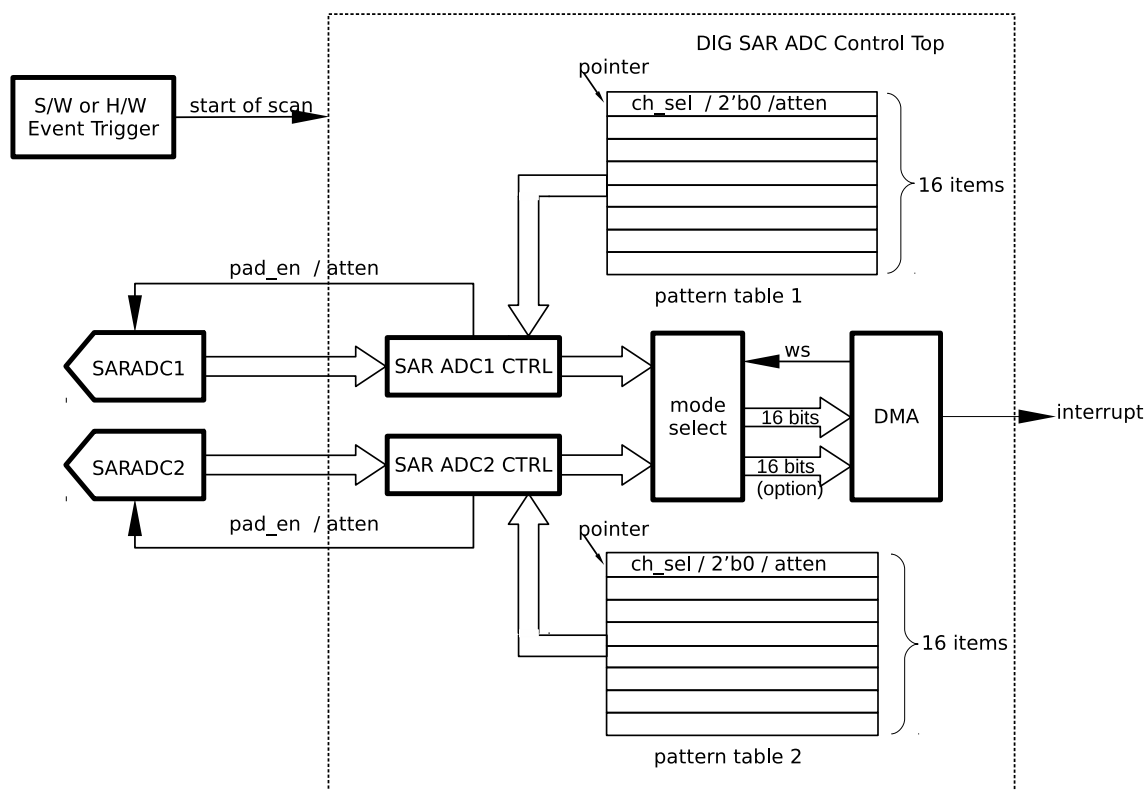 DIG SAR ADC Control Top
pointer
S/W or H/W
Event Trigger
start of scan
ch_sel / 2'b0 /atten
16 items
pad_en / atten
pattern table 1
SARADC1
SAR ADC1 CTRL
ws
mode
select
16 bits
DMA
interrupt
SARADC2
SAR ADC2 CTRL
16 bits
(option)
pad_en / atten
pointer
ch_sel / 2'b0 / atten
16 items
pattern table 2